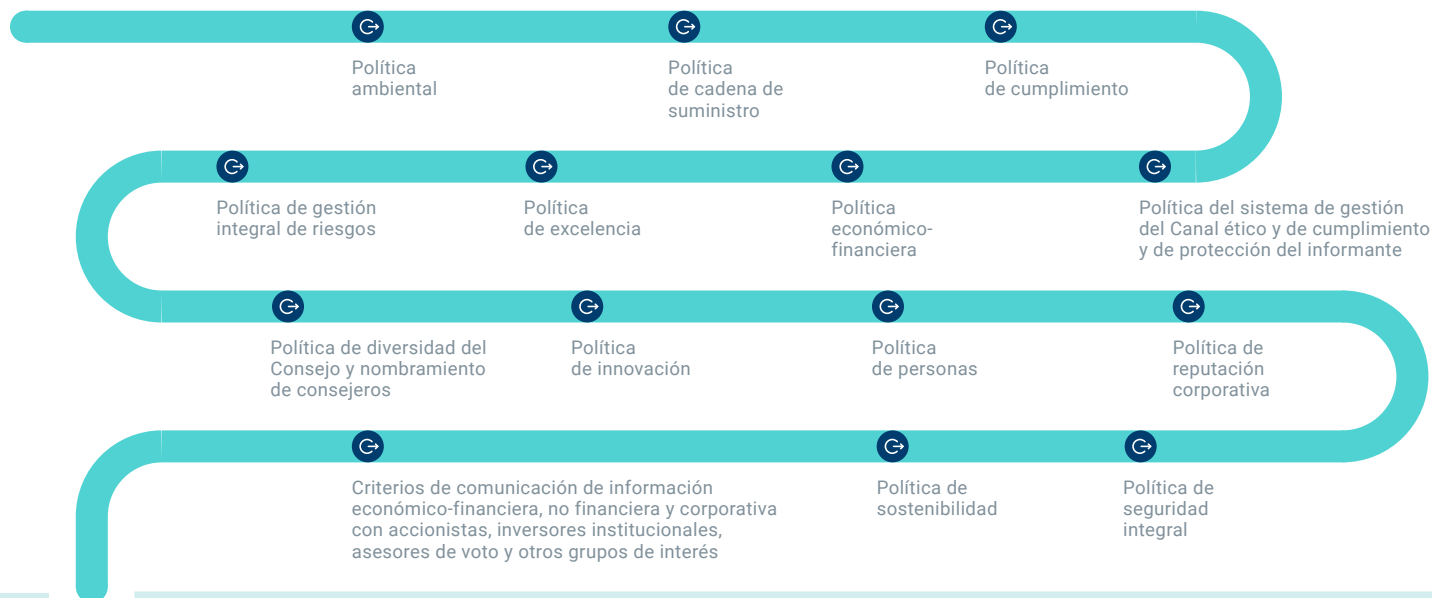 Política
ambiental
Política
de cadena de
suministro
Política
de cumplimiento
Política de gestión
integral de riesgos
Política
de excelencia
Política
económico-
financiera
Política del sistema de gestión
del Canal ético y de cumplimiento
y de protección del informante
Política de diversidad del
Consejo y nombramiento
de consejeros
Política
de innovación
Política
de personas
Política de
reputación
corporativa
Criterios de comunicación de información
económico-financiera, no financiera y corporativa
con accionistas, inversores institucionales,
asesores de voto y otros grupos de interés
Política de
sostenibilidad
Política de
seguridad
integral